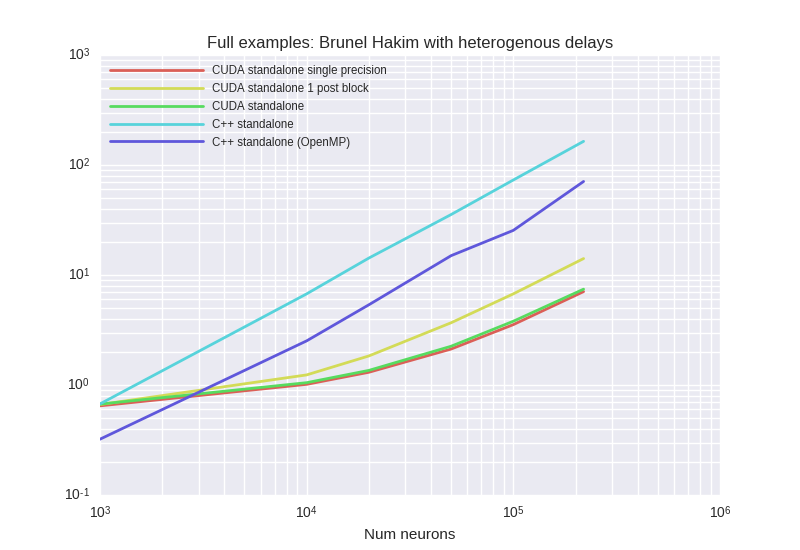 Full examples: Brunel Hakim with heterogenous delays
10³
CUDA standalone single precision
CUDA standalone 1 post block
CUDA standalone
C++ standalone
C++ standalone (OpenMP)
10²
10¹
10⁰
10⁻¹
10³ 10⁴ 10⁵ 10⁶
Num neurons